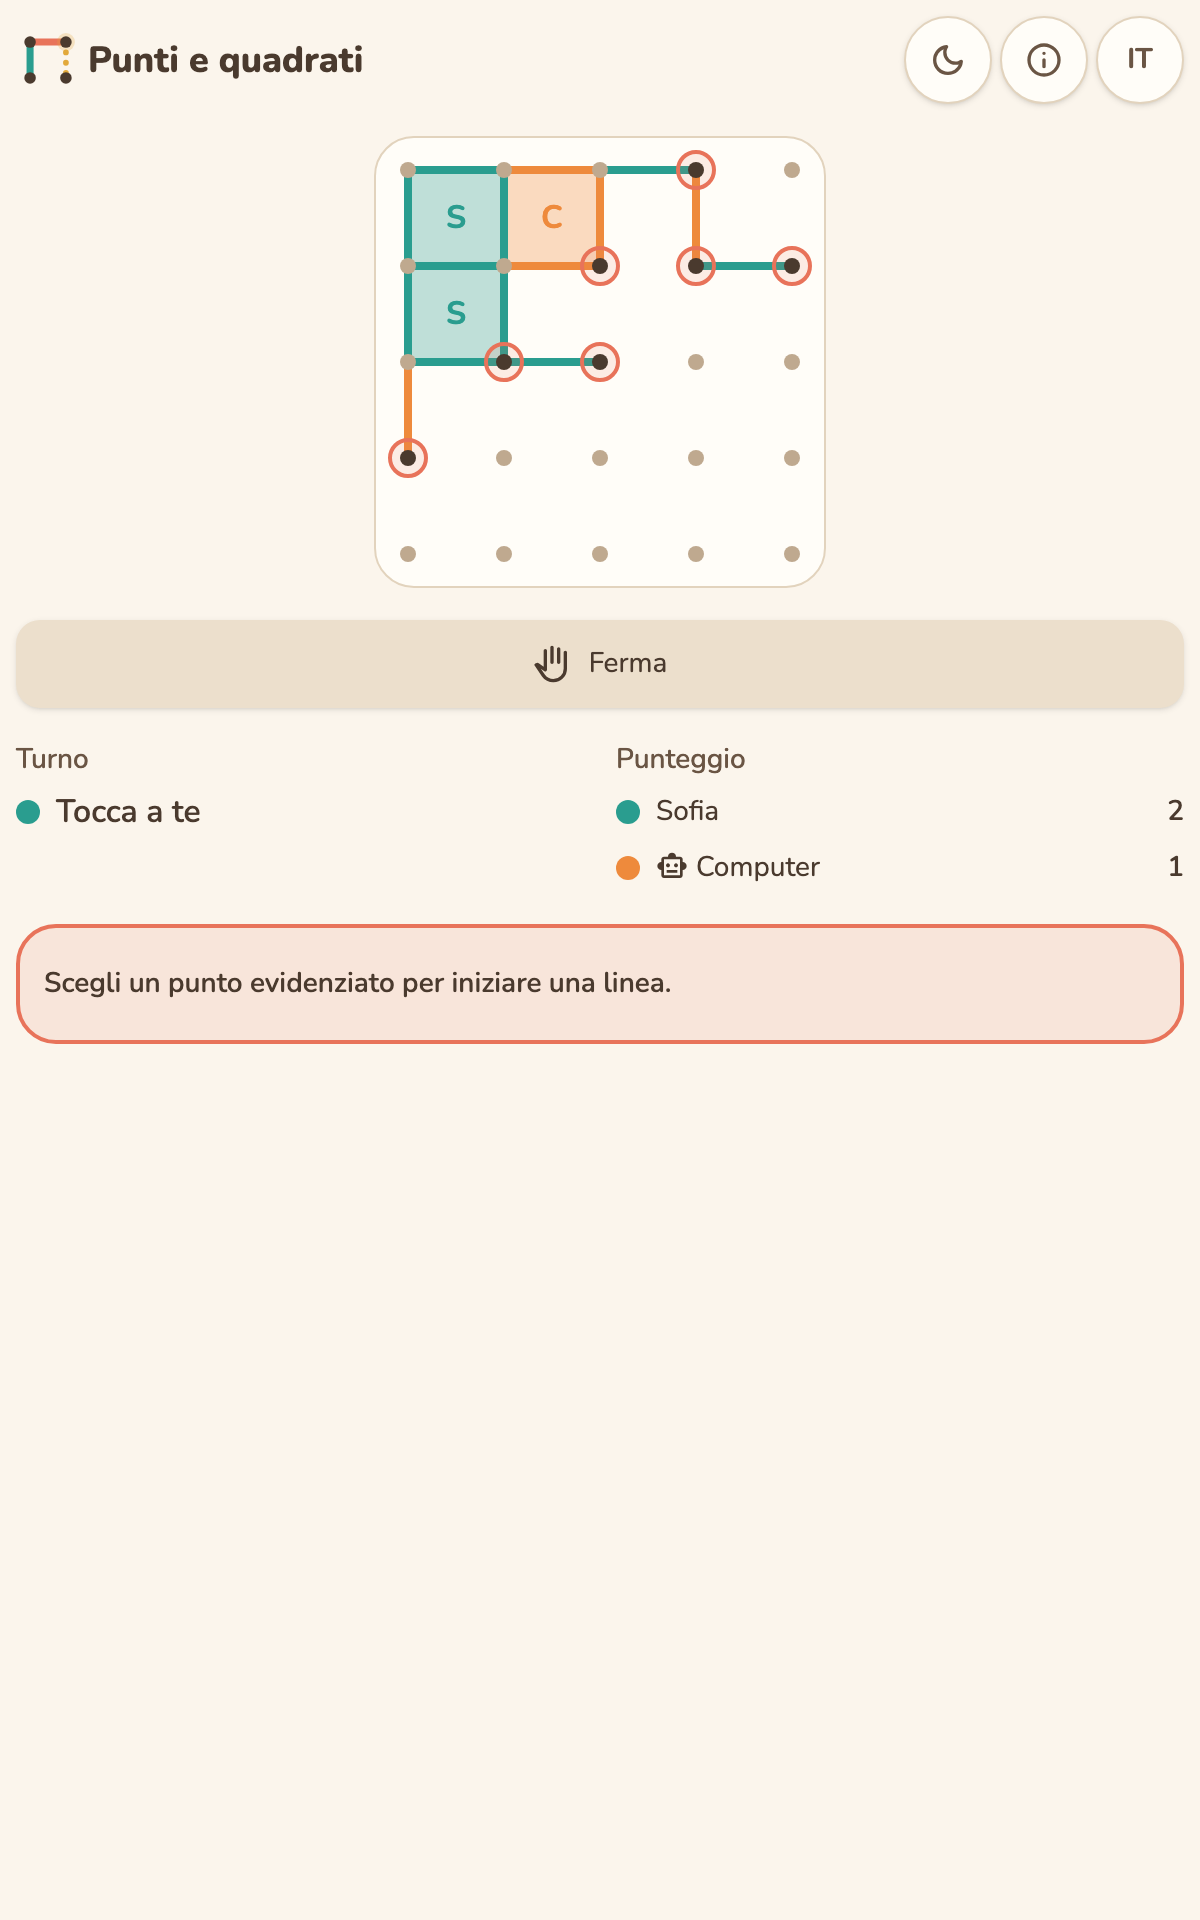 Punti e quadrati
IT
S C
S
Ferma
Turno
Tocca a te
Punteggio
Sofia 2
Computer 1
Scegli un punto evidenziato per iniziare una linea.